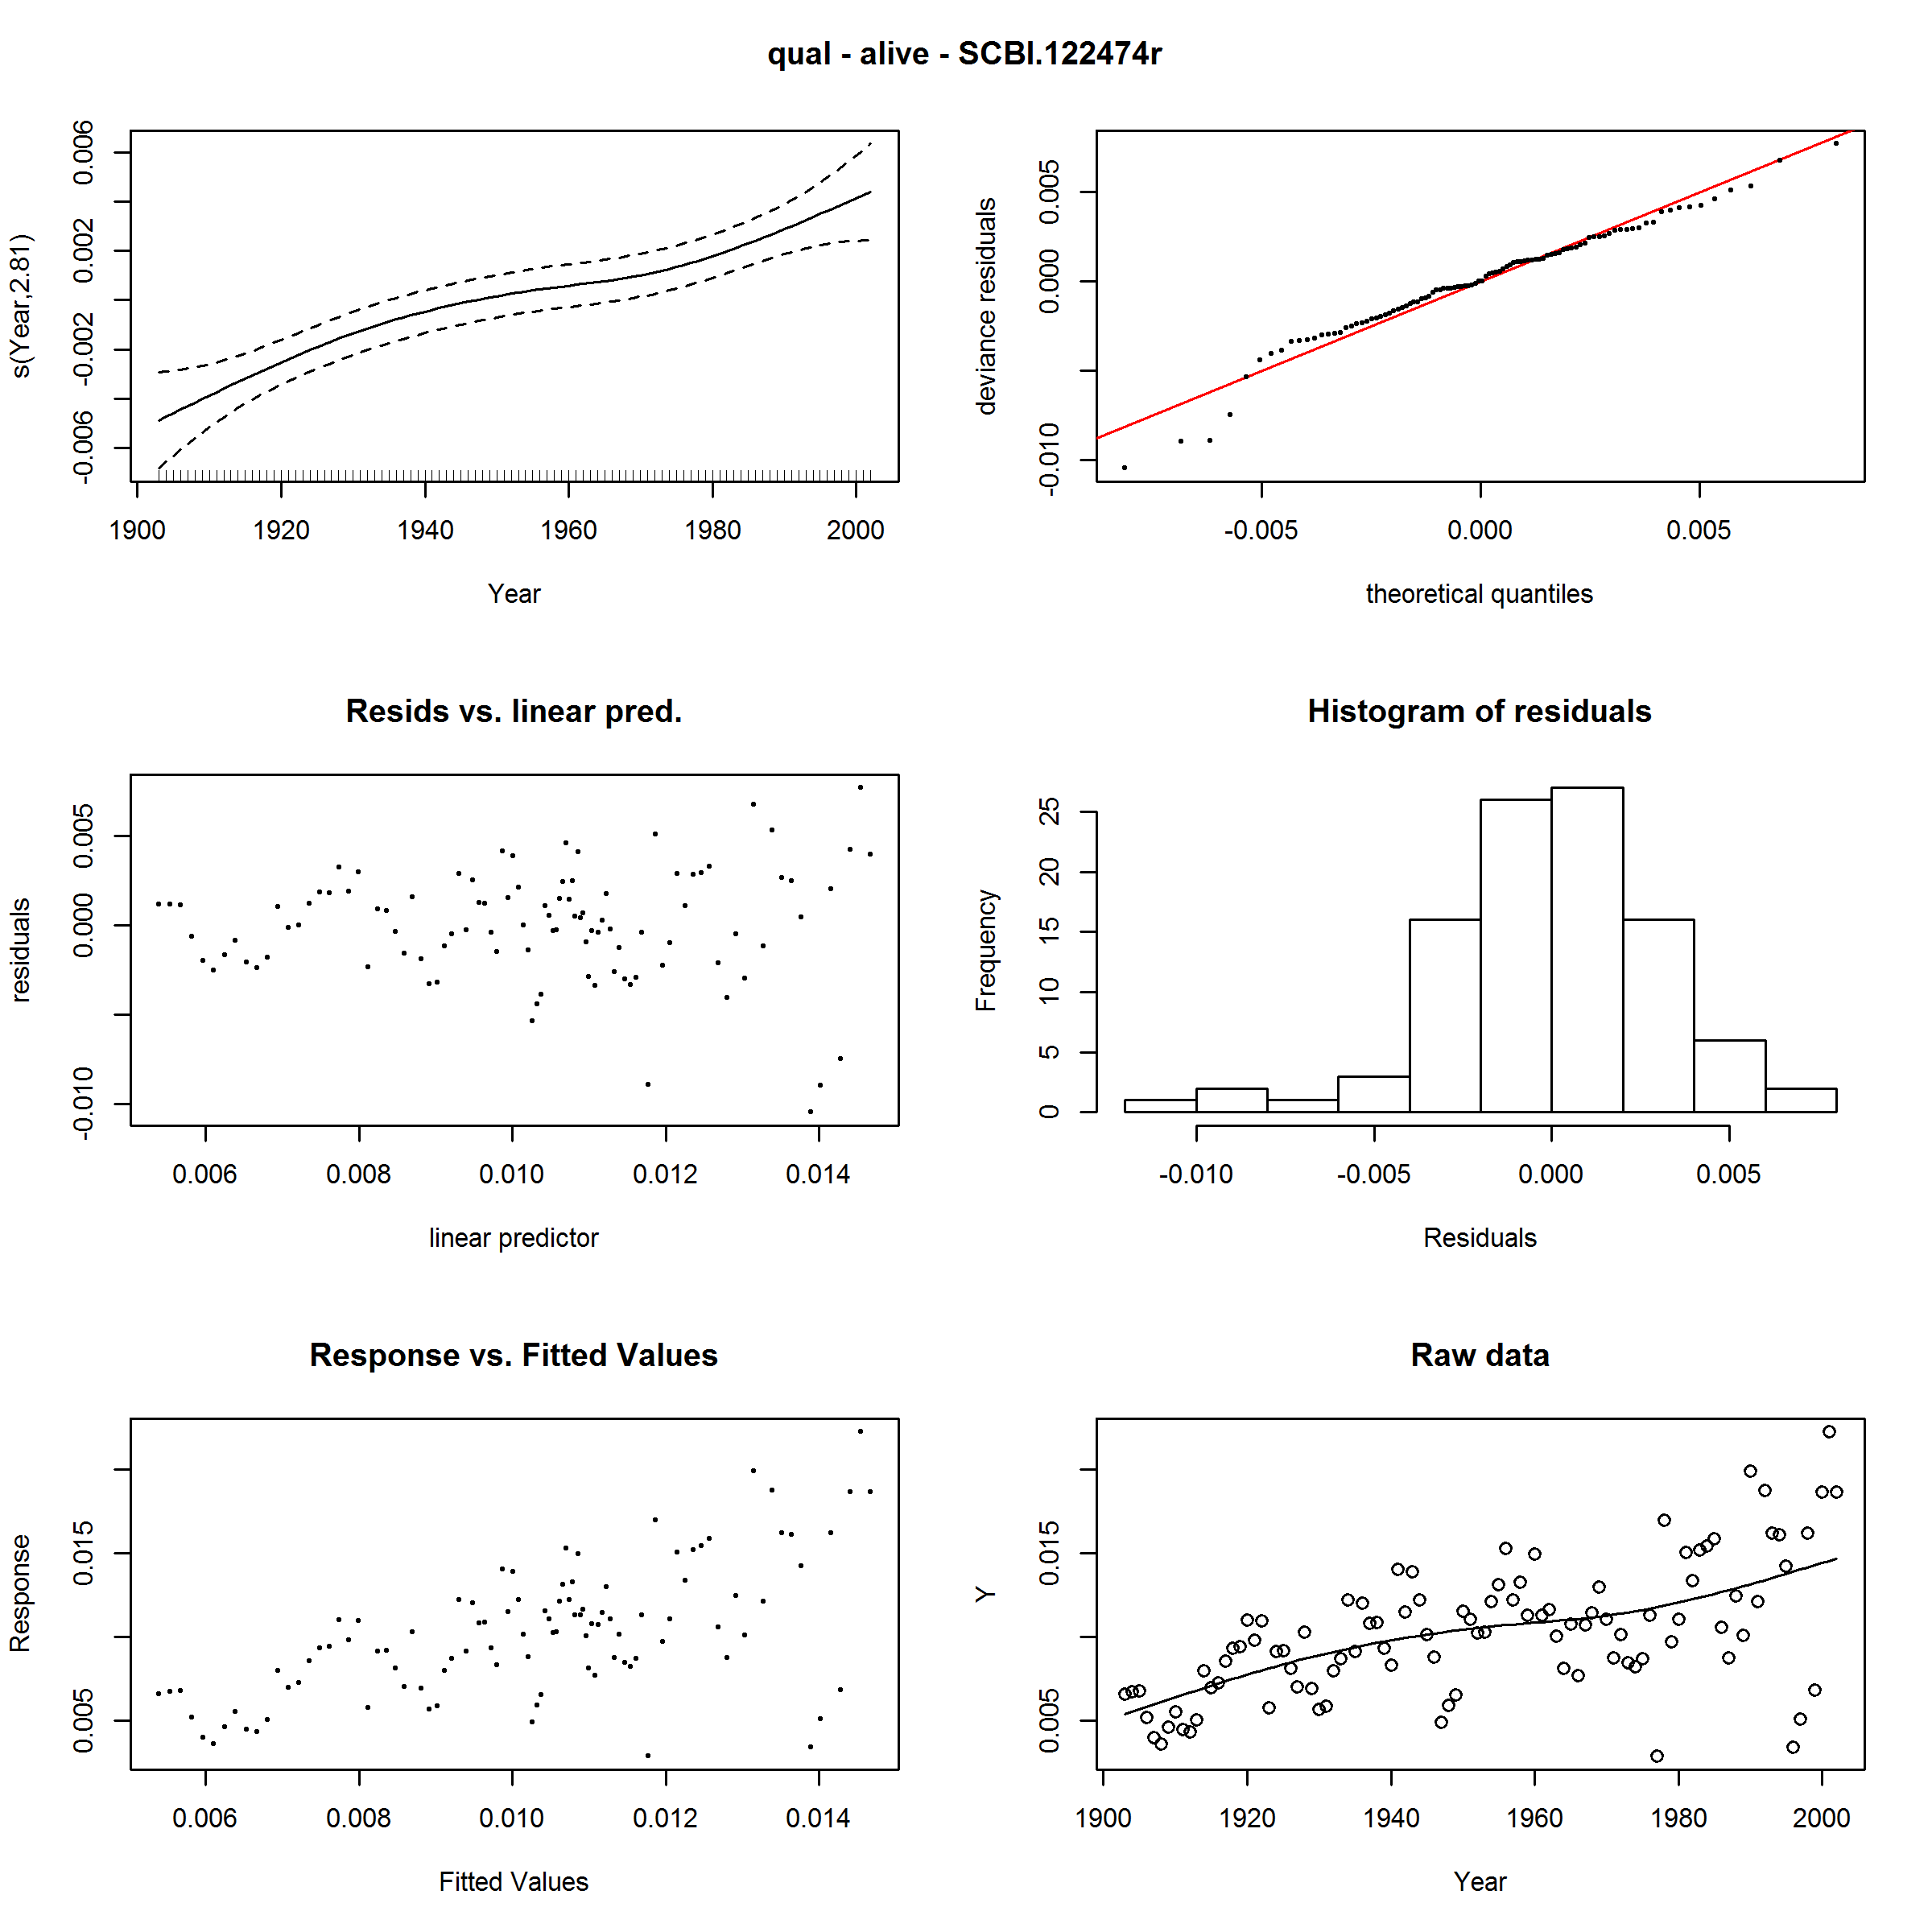 qual - alive - SCBI.122474r
s(Year,2.81)
-0.006 -0.002 0.002 0.006
1900 1920 1940 1960 1980 2000
Year
deviance residuals
-0.010 0.000 0.005
-0.005 0.000 0.005
theoretical quantiles
Resids vs. linear pred.
residuals
-0.010 0.000 0.005
0.006 0.008 0.010 0.012 0.014
linear predictor
Histogram of residuals
Frequency
0 5 10 15 20 25
-0.010 -0.005 0.000 0.005
Residuals
Response vs. Fitted Values
Response
0.005 0.015
0.006 0.008 0.010 0.012 0.014
Fitted Values
Raw data
Y
0.005 0.015
1900 1920 1940 1960 1980 2000
Year